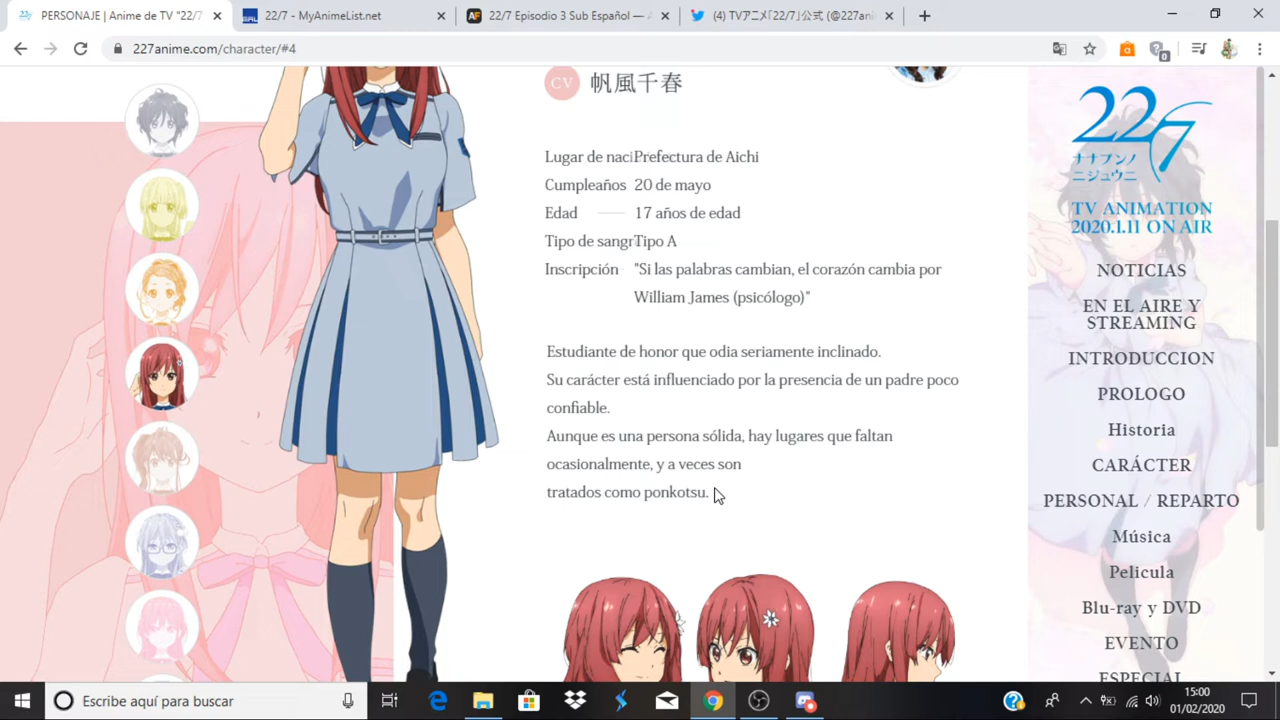 PERSONAJE | Anime de TV "22/7
22/7 - MyAnimeList.net
22/7 Episodio 3 Sub Español — A
(4) TVアニメ「22/7」公式 (@227ani
227anime.com/character/#4
CV 帆風千春
Lugar de naci Prefectura de Aichi
Cumpleaños 20 de mayo
Edad 17 años de edad
Tipo de sangr Tipo A
Inscripción "Si las palabras cambian, el corazón cambia por
William James (psicólogo)"
Estudiante de honor que odia seriamente inclinado.
Su carácter está influenciado por la presencia de un padre poco
confiable.
Aunque es una persona sólida, hay lugares que faltan
ocasionalmente, y a veces son
tratados como ponkotsu.
22/7
ナナブンノ
ニジュウニ
TV ANIMATION
2020.1.11 ON AIR
NOTICIAS
EN EL AIRE Y
STREAMING
INTRODUCCION
PROLOGO
Historia
CARÁCTER
PERSONAL / REPARTO
Música
Pelicula
Blu-ray y DVD
EVENTO
ESPECIAL
Escribe aquí para buscar
15:00
01/02/2020